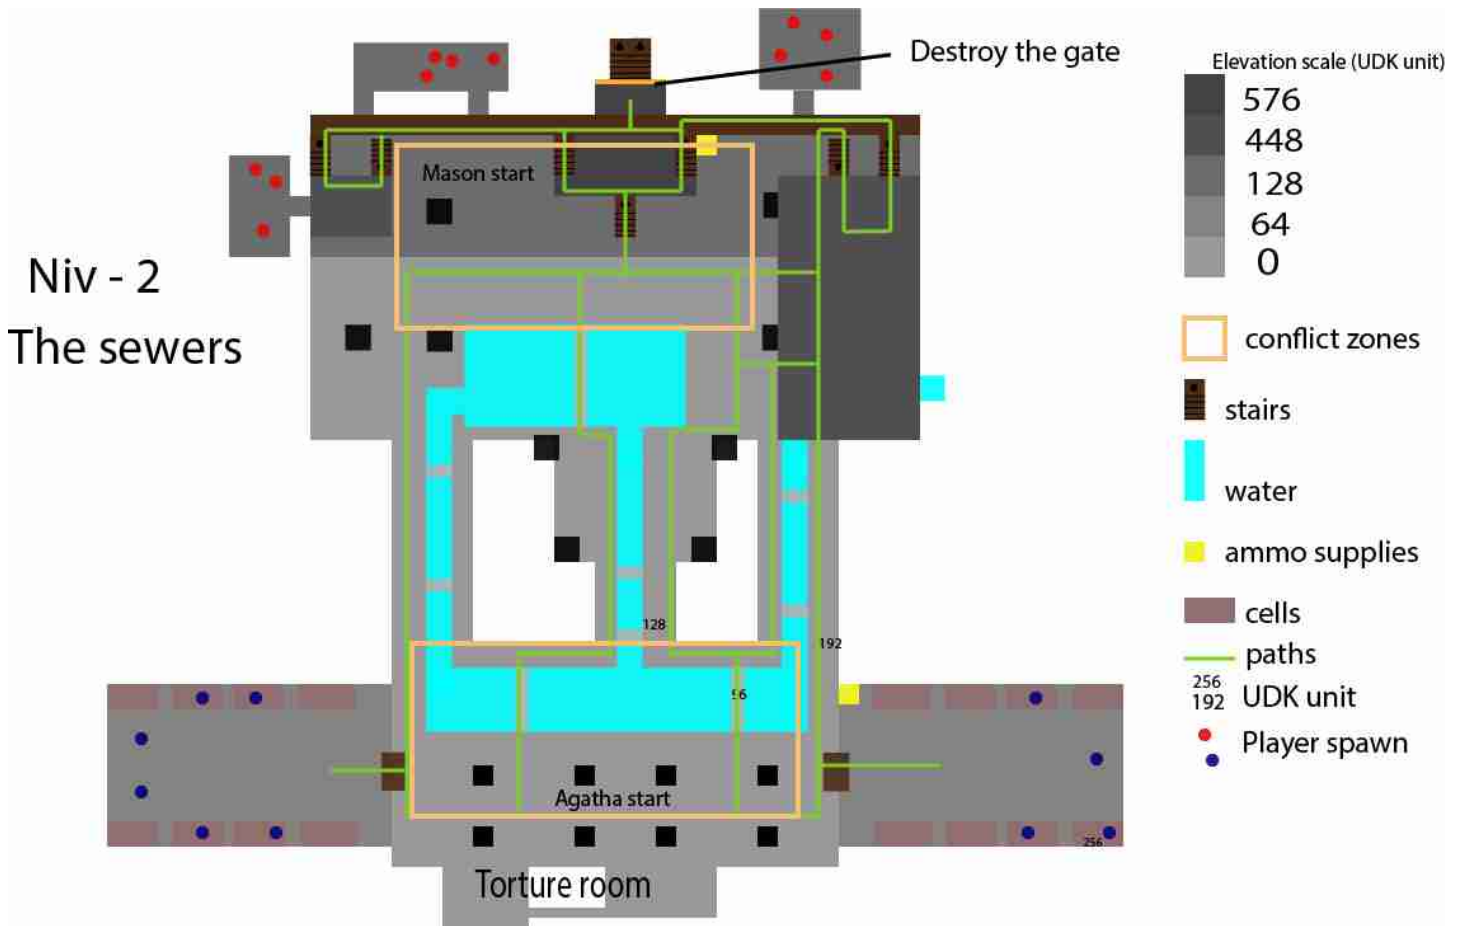 Destroy the gate
Elevation scale (UDK unit)
576
448
128
64
0
Mason start
Niv - 2
The sewers
conflict zones
stairs
water
ammo supplies
cells
paths
256
192
UDK unit
Player spawn
128
192
56
Agatha start
256
Torture room